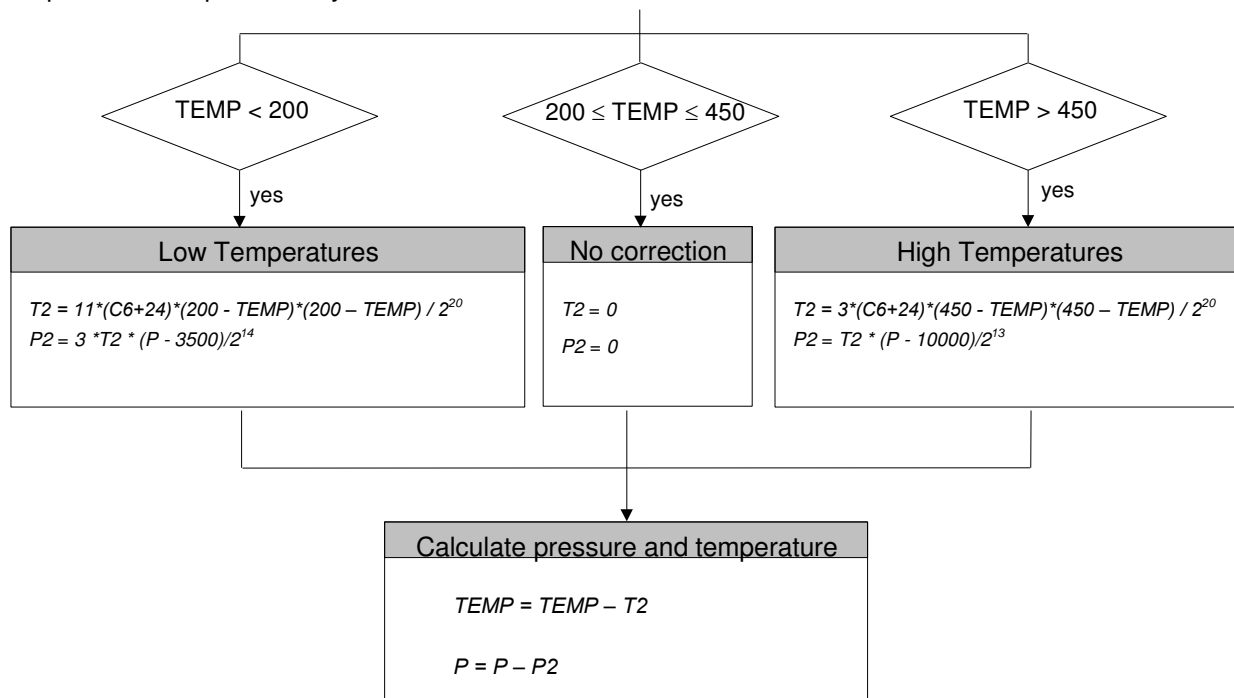 TEMP < 200
200 ≤ TEMP ≤ 450
TEMP > 450
yes
yes
yes
Low Temperatures
T2 = 11*(C6+24)*(200 - TEMP)*(200 – TEMP) / 2^20
P2 = 3 *T2 * (P - 3500)/2^14
No correction
T2 = 0
P2 = 0
High Temperatures
T2 = 3*(C6+24)*(450 - TEMP)*(450 – TEMP) / 2^20
P2 = T2 * (P - 10000)/2^13
Calculate pressure and temperature
TEMP = TEMP – T2
P = P – P2